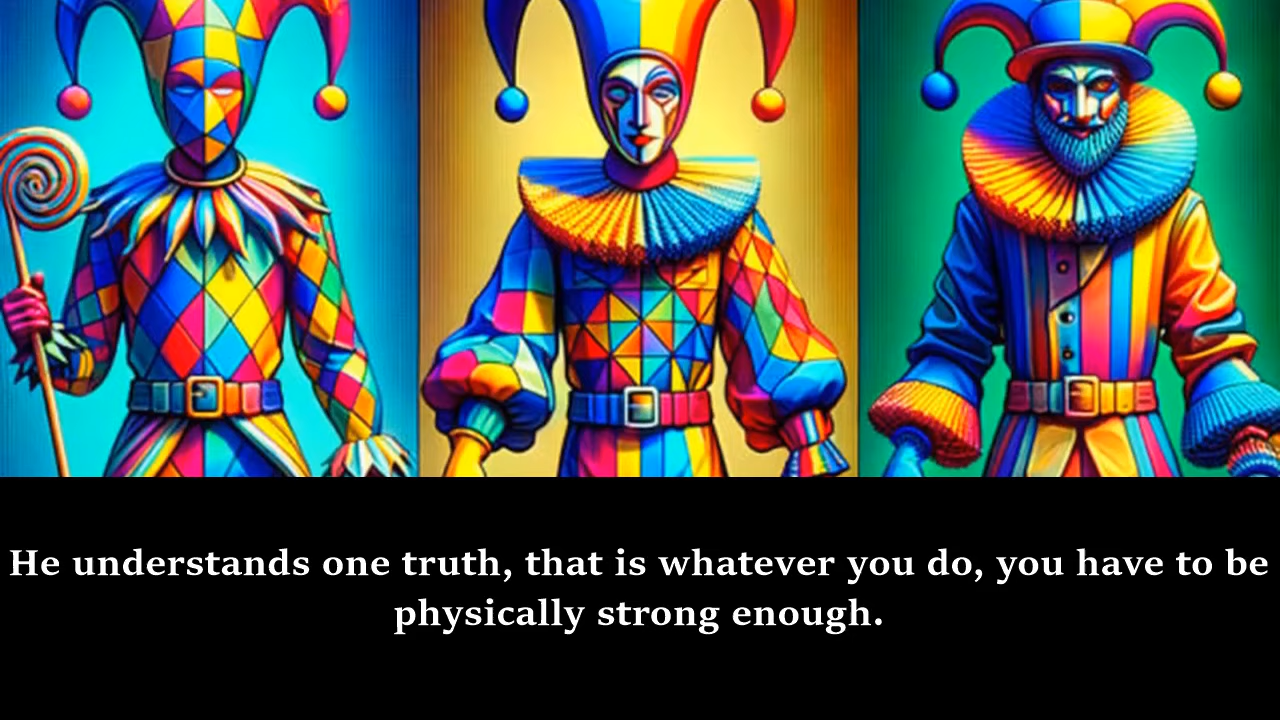 He understands one truth, that is whatever you do, you have to be
physically strong enough.